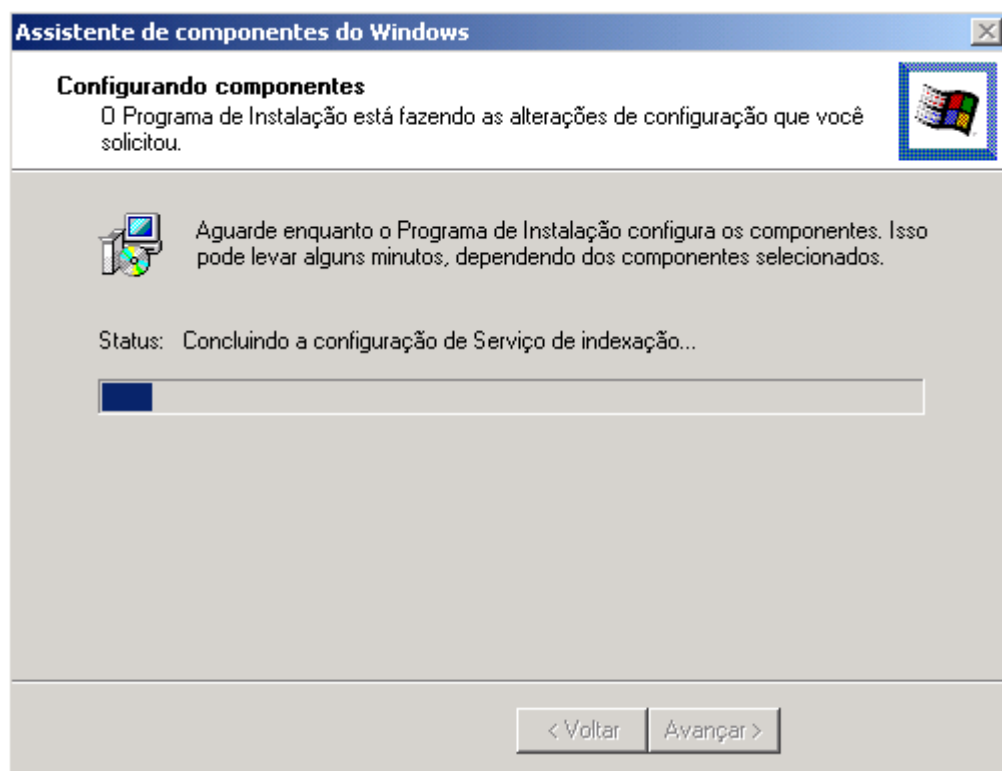 Assistente de componentes do Windows
Configurando componentes
O Programa de Instalação está fazendo as alterações de configuração que você
solicitou.
Aguarde enquanto o Programa de Instalação configura os componentes. Isso
pode levar alguns minutos, dependendo dos componentes selecionados.
Status: Concluindo a configuração de Serviço de indexação...
< Voltar Avançar >